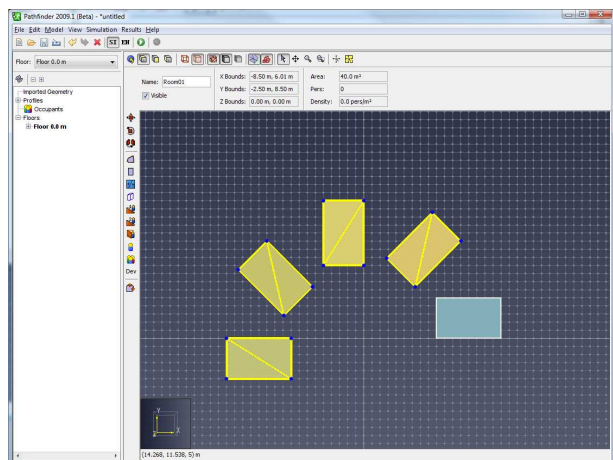 Pathfinder 2009.1 (Beta) - *untitled
File Edit Model View Simulation Results Help
SI EN
Floor: Floor 0.0 m
Name: Room01
Visible
X Bounds: -8.50 m, 6.01 m
Y Bounds: -2.50 m, 8.50 m
Z Bounds: 0.00 m, 0.00 m
Area: 40.0 m²
Pers: 0
Density: 0.0 pers/m²
Imported Geometry
Profiles
Occupants
Floors
Floor 0.0 m
Dev
Y
Z X
(14.268, 11.538, 5) m